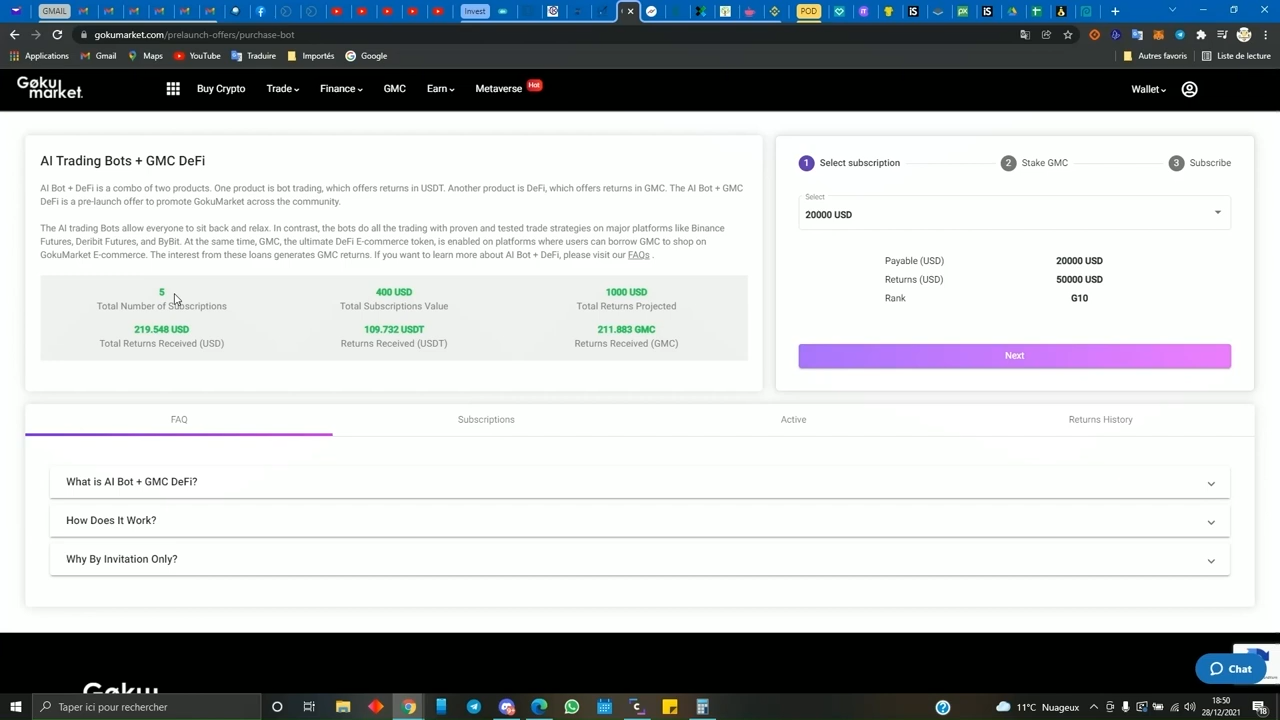 GMAIL
Invest
POD
gokumarket.com/prelaunch-offers/purchase-bot
Applications
Gmail
Maps
YouTube
Traduire
Importés
Google
Autres favoris
Liste de lecture
Gøku
market.
Buy Crypto
Trade
Finance
GMC
Earn
Metaverse
Hot
Wallet
AI Trading Bots + GMC DeFi
AI Bot + DeFi is a combo of two products. One product is bot trading, which offers returns in USDT. Another product is DeFi, which offers returns in GMC. The AI Bot + GMC
DeFi is a pre-launch offer to promote GokuMarket across the community.
The AI trading Bots allow everyone to sit back and relax. In contrast, the bots do all the trading with proven and tested trade strategies on major platforms like Binance
Futures, Deribit Futures, and ByBit. At the same time, GMC, the ultimate DeFi E-commerce token, is enabled on platforms where users can borrow GMC to shop on
GokuMarket E-commerce. The interest from these loans generates GMC returns. If you want to learn more about AI Bot + DeFi, please visit our FAQs .
5
Total Number of Subscriptions
400 USD
Total Subscriptions Value
1000 USD
Total Returns Projected
219.548 USD
Total Returns Received (USD)
109.732 USDT
Returns Received (USDT)
211.883 GMC
Returns Received (GMC)
1 Select subscription
2 Stake GMC
3 Subscribe
Select
20000 USD
Payable (USD) 20000 USD
Returns (USD) 50000 USD
Rank G10
Next
FAQ
Subscriptions
Active
Returns History
What is AI Bot + GMC DeFi?
How Does It Work?
Why By Invitation Only?
Gøku
Chat
Taper ici pour rechercher
11°C Nuageux
18:50
28/12/2021